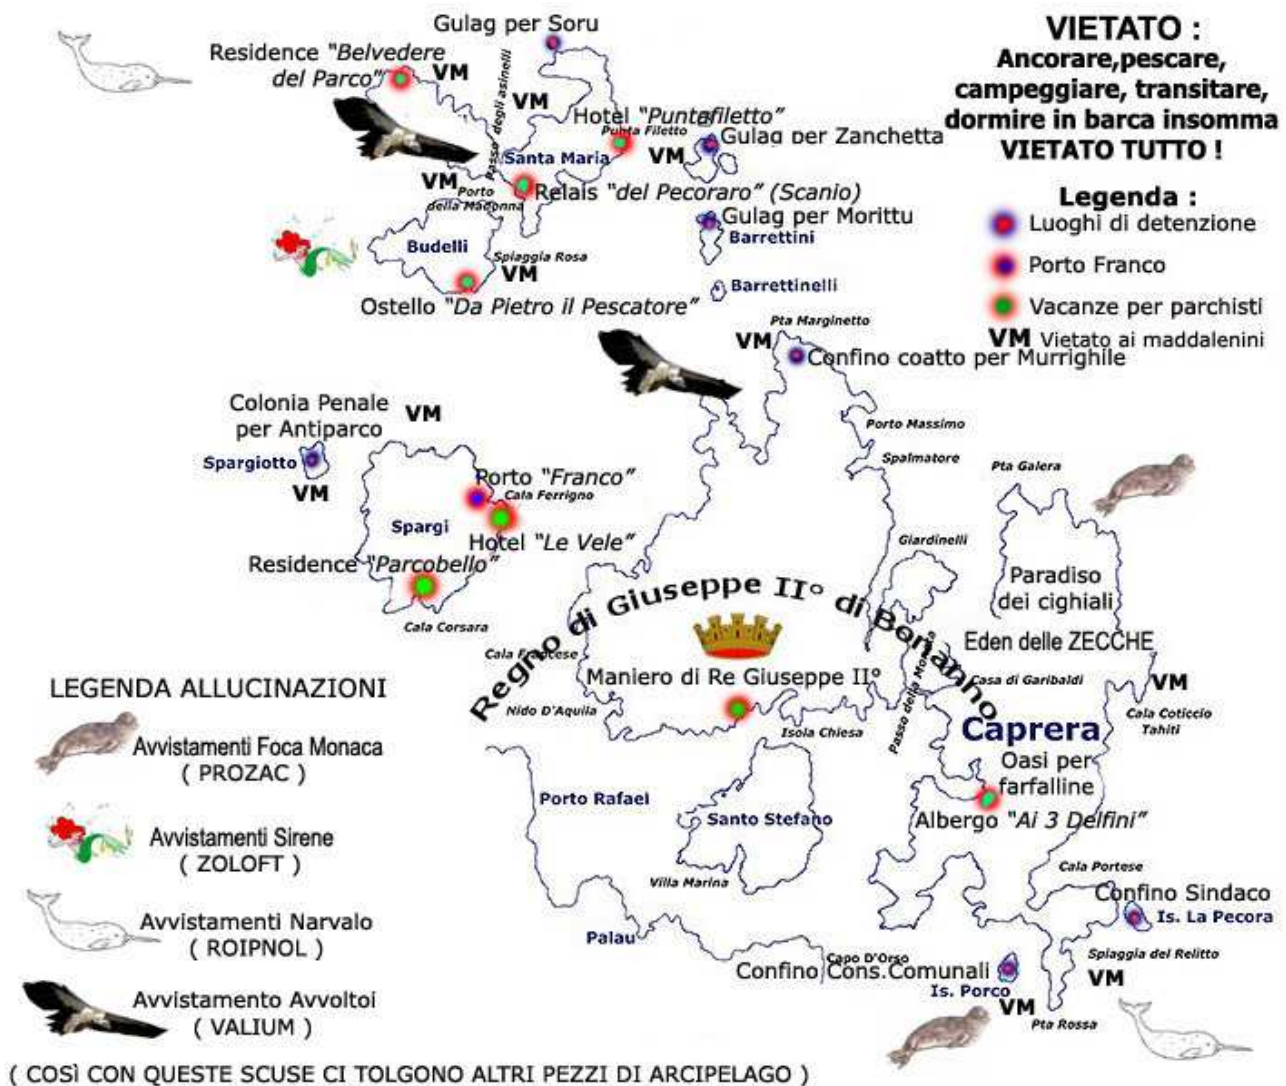 Gulag per Soru
Residence "Belvedere
del Parco"
VM
Passo degli asinelli
VM
Hotel "Puntafiletto"
Punta Filetto
Gulag per Zanchetta
VM
Santa Maria
VM
Porto
della Madonna
Relais "del Pecoraro" (Scanio)
Gulag per Morittu
Barrettini
Budelli
Spiaggia Rosa
VM
Barrettinelli
Ostello "Da Pietro il Pescatore"
VIETATO :
Ancorare,pescare,
campeggiare, transitare,
dormire in barca insomma
VIETATO TUTTO !
Legenda :
Luoghi di detenzione
Porto Franco
Vacanze per parchisti
VM Vietato ai maddalenini
Pta Marginetto
VM
Confino coatto per Murrighile
Porto Massimo
Spalmatore
Colonia Penale
per Antiparco
VM
Spargiotto
VM
Porto "Franco"
Cala Ferrigno
Spargi
Hotel "Le Vele"
Residence "Parcobello"
Cala Corsara
Pta Galera
Giardinelli
Paradiso
dei cighiali
Eden delle ZECCHE
Regno di Giuseppe II° di Bonanno
Cala Francese
Maniero di Re Giuseppe II°
Nido D'Aquila
Isola Chiesa
Passo della Moneta
Casa di Garibaldi
VM
Cala Coticcio
Tahiti
Caprera
Oasi per
farfalline
Albergo "Ai 3 Delfini"
Porto Rafael
Santo Stefano
Villa Marina
Palau
Cala Portese
Confino Sindaco
Is. La Pecora
Capo D'Orso
Confino Cons.Comunali
Is. Porco
Spiaggia del Relitto
VM
VM
Pta Rossa
LEGENDA ALLUCINAZIONI
Avvistamenti Foca Monaca
( PROZAC )
Avvistamenti Sirene
( ZOLOFT )
Avvistamenti Narvalo
( ROIPNOL )
Avvistamento Avvoltoi
( VALIUM )
( COSÌ CON QUESTE SCUSE CI TOLGONO ALTRI PEZZI DI ARCIPELAGO )